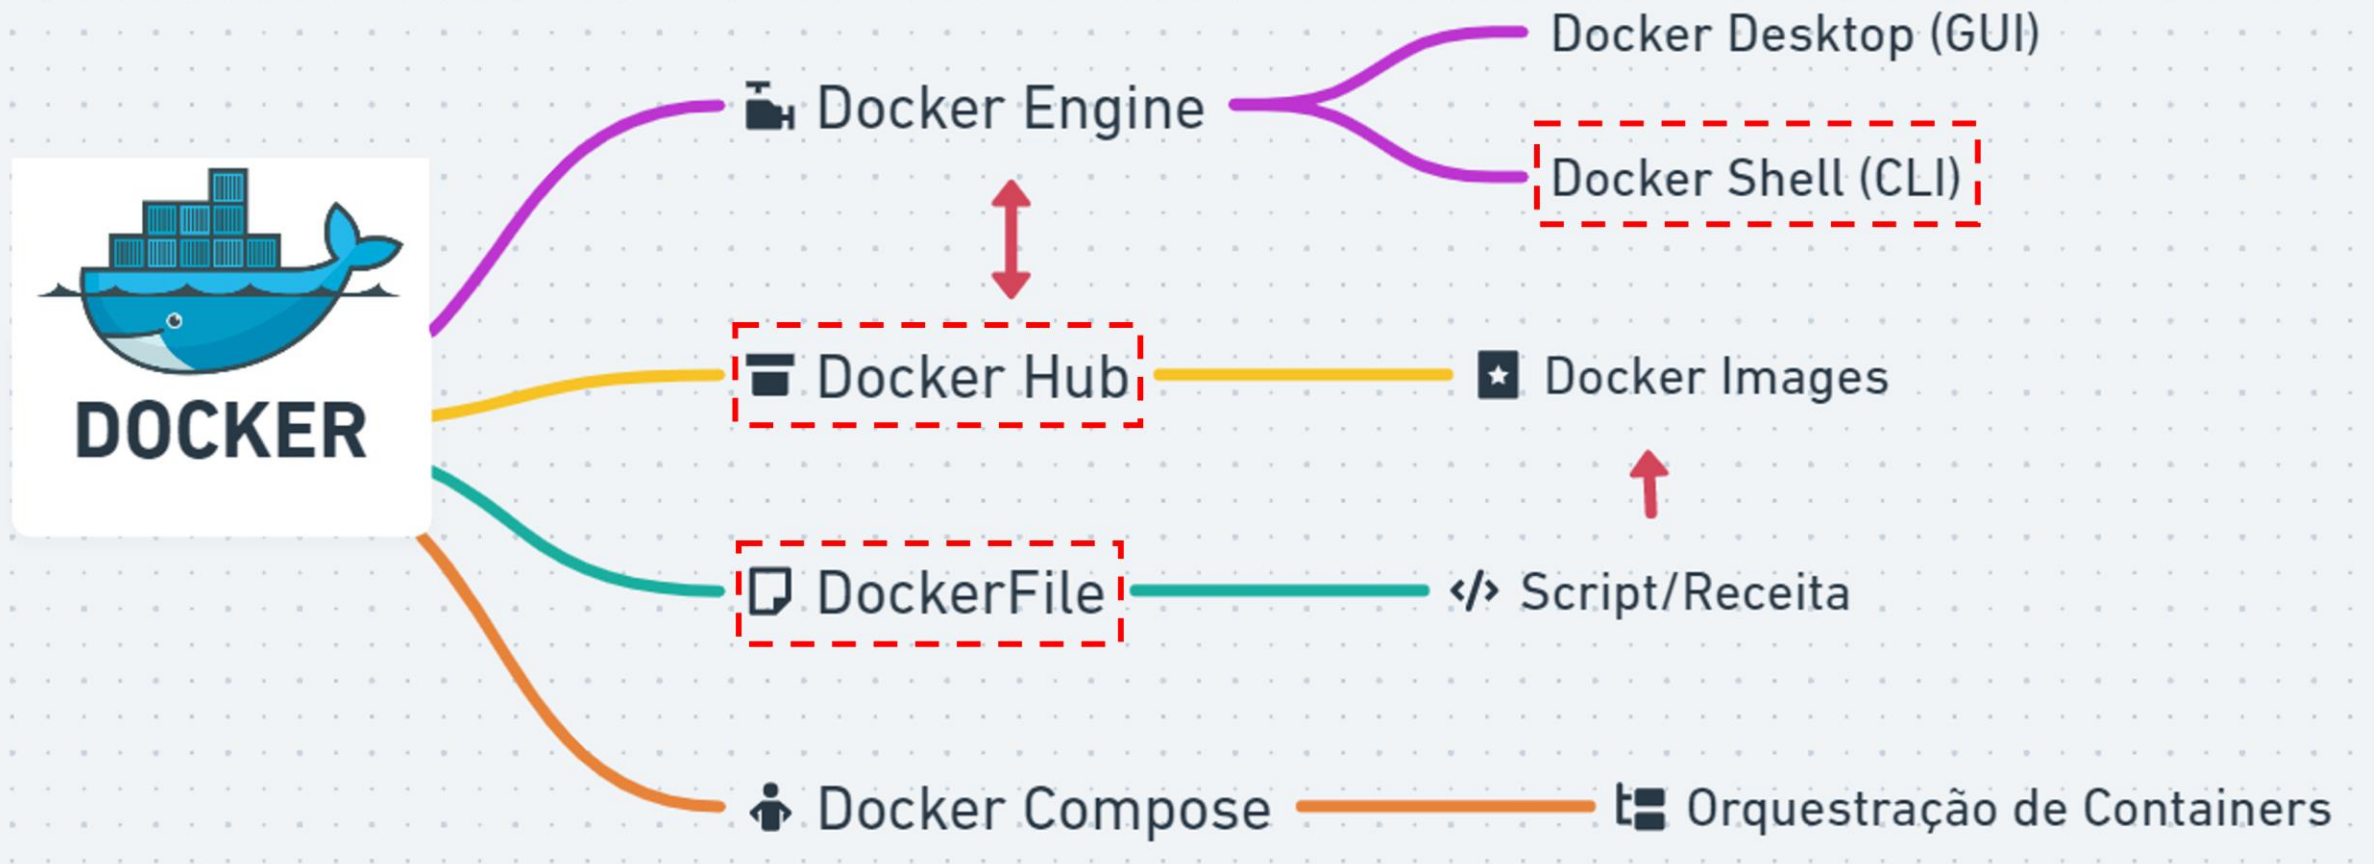 DOCKER
Docker Engine
Docker Desktop (GUI)
Docker Shell (CLI)
Docker Hub
Docker Images
DockerFile
</> Script/Receita
Docker Compose
Orquestração de Containers